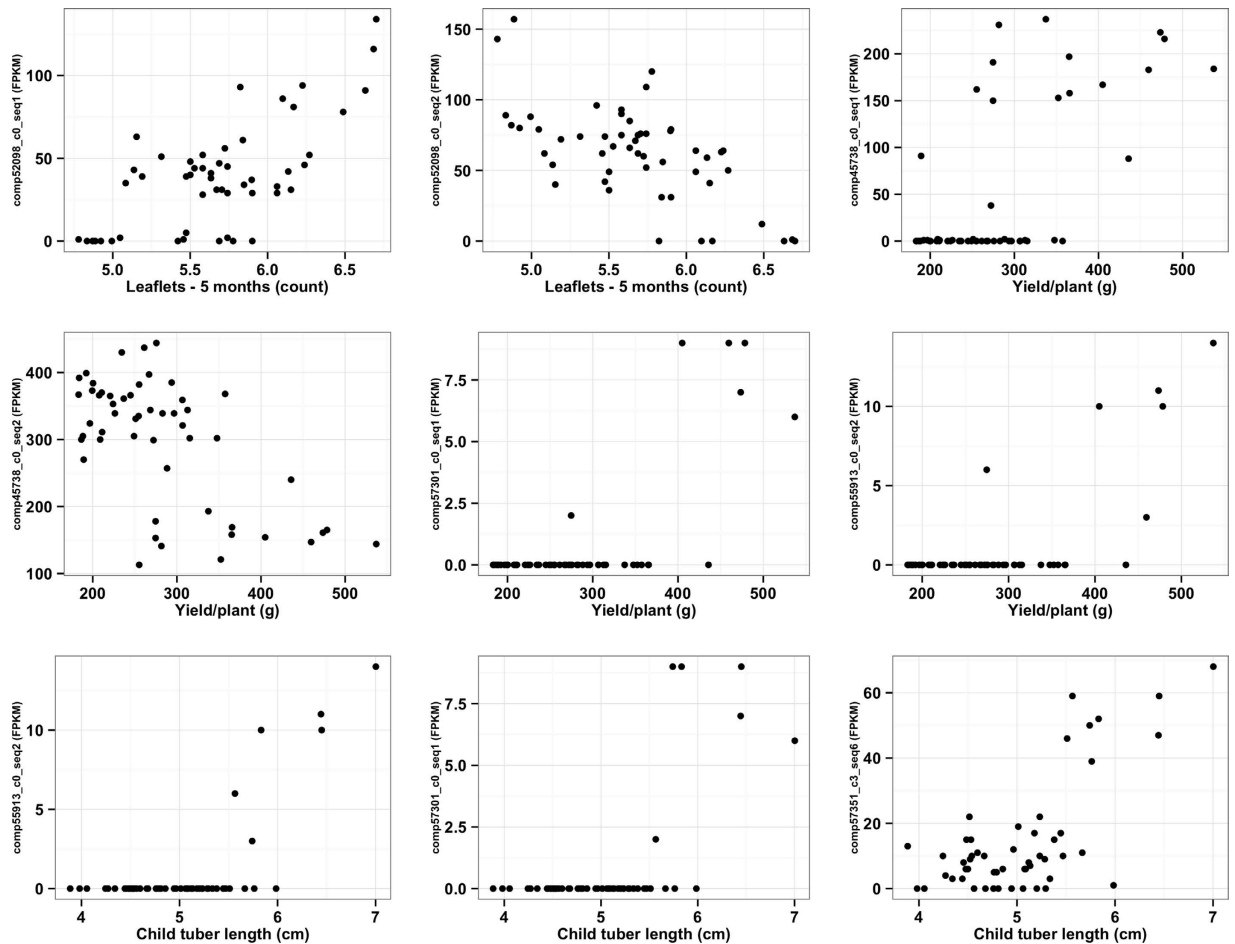 comp52098_c0_seq1 (FPKM)
100
50
0
5.0 5.5 6.0 6.5
Leaflets - 5 months (count)
comp52098_c0_seq2 (FPKM)
150
100
50
0
5.0 5.5 6.0 6.5
Leaflets - 5 months (count)
comp45738_c0_seq1 (FPKM)
200
150
100
50
0
200 300 400 500
Yield/plant (g)
comp45738_c0_seq2 (FPKM)
400
300
200
100
200 300 400 500
Yield/plant (g)
comp57301_c0_seq1 (FPKM)
7.5
5.0
2.5
0.0
200 300 400 500
Yield/plant (g)
comp55913_c0_seq2 (FPKM)
10
5
0
200 300 400 500
Yield/plant (g)
comp55913_c0_seq2 (FPKM)
10
5
0
4 5 6 7
Child tuber length (cm)
comp57301_c0_seq1 (FPKM)
7.5
5.0
2.5
0.0
4 5 6 7
Child tuber length (cm)
comp57351_c3_seq6 (FPKM)
60
40
20
0
4 5 6 7
Child tuber length (cm)